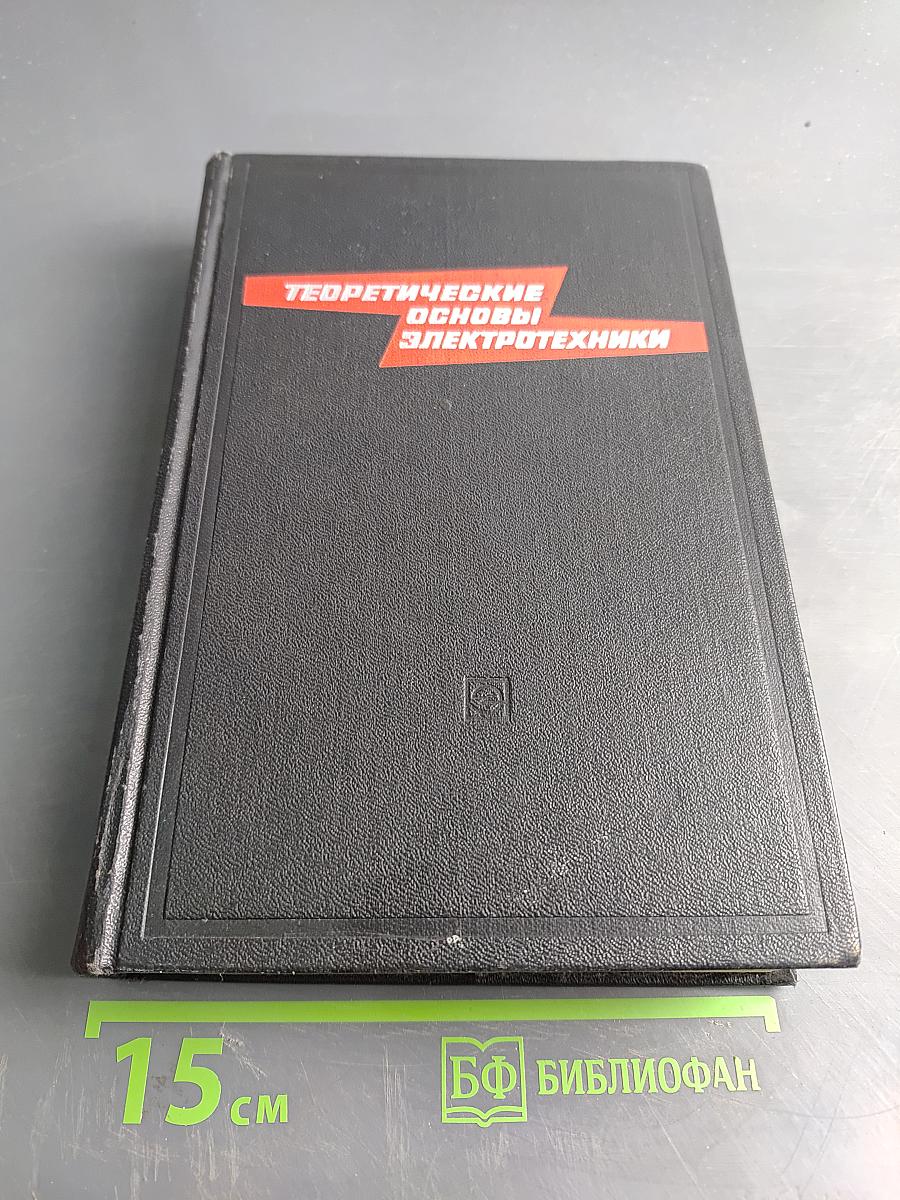 ТЕОРЕТИЧЕСКИЕ
ОСНОВЫ
ЭЛЕКТРОТЕХНИКИ
15 см
БФ БИБЛИОФАН